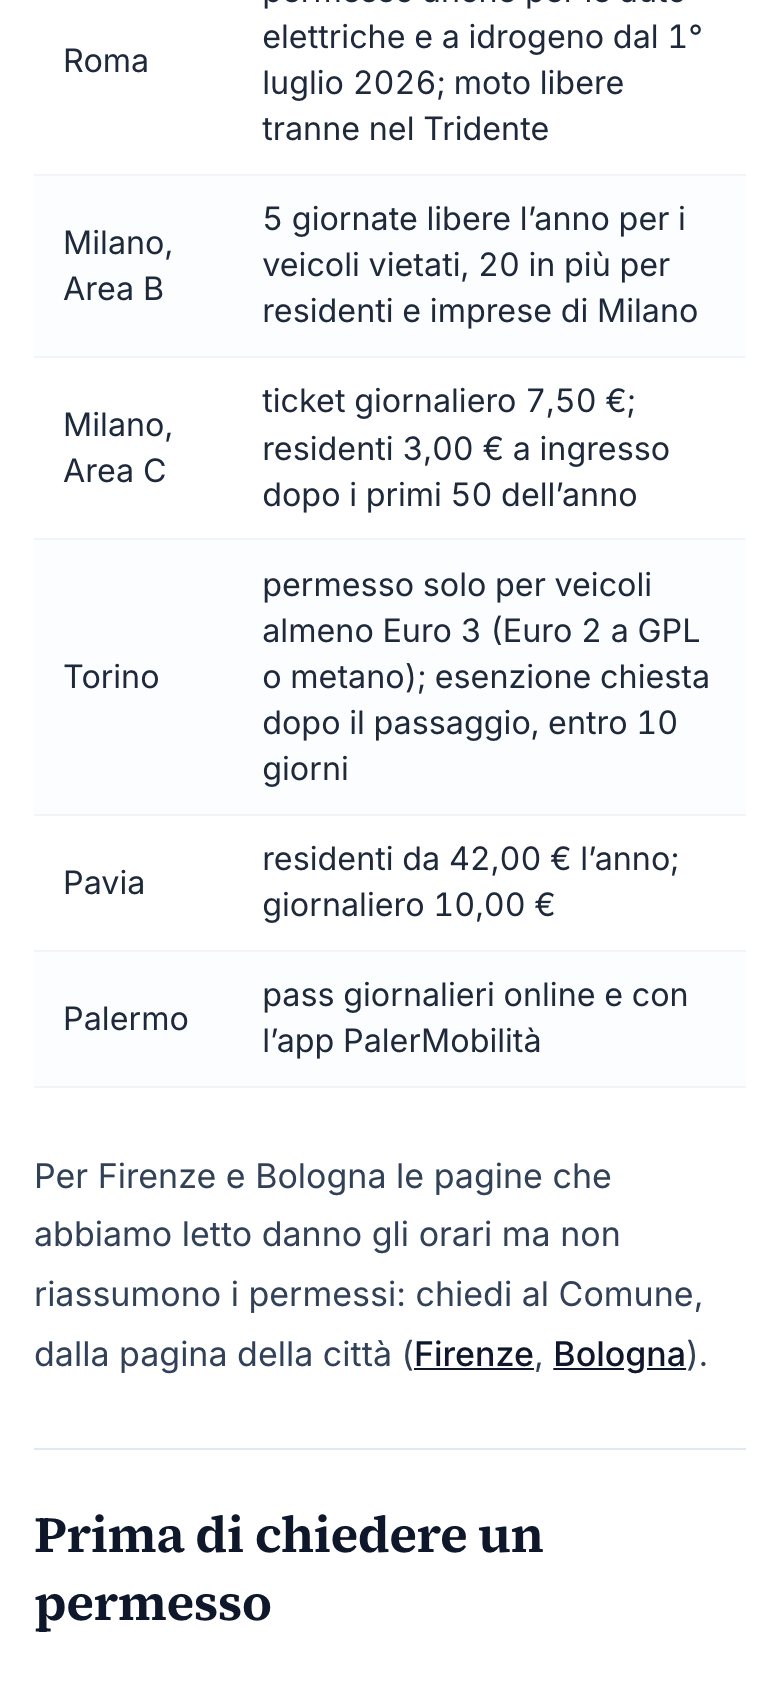 elettriche e a idrogeno dal 1°
Roma
luglio 2026; moto libere
tranne nel Tridente
5 giornate libere l’anno per i
Milano,
veicoli vietati, 20 in più per
Area B
residenti e imprese di Milano
ticket giornaliero 7,50 €;
Milano,
residenti 3,00 € a ingresso
Area C
dopo i primi 50 dell’anno
permesso solo per veicoli
almeno Euro 3 (Euro 2 a GPL
Torino
o metano); esenzione chiesta
dopo il passaggio, entro 10
giorni
residenti da 42,00 € l’anno;
Pavia
giornaliero 10,00 €
pass giornalieri online e con
Palermo
l’app PalerMobilità
Per Firenze e Bologna le pagine che
abbiamo letto danno gli orari ma non
riassumono i permessi: chiedi al Comune,
dalla pagina della città (Firenze, Bologna).
Prima di chiedere un
permesso